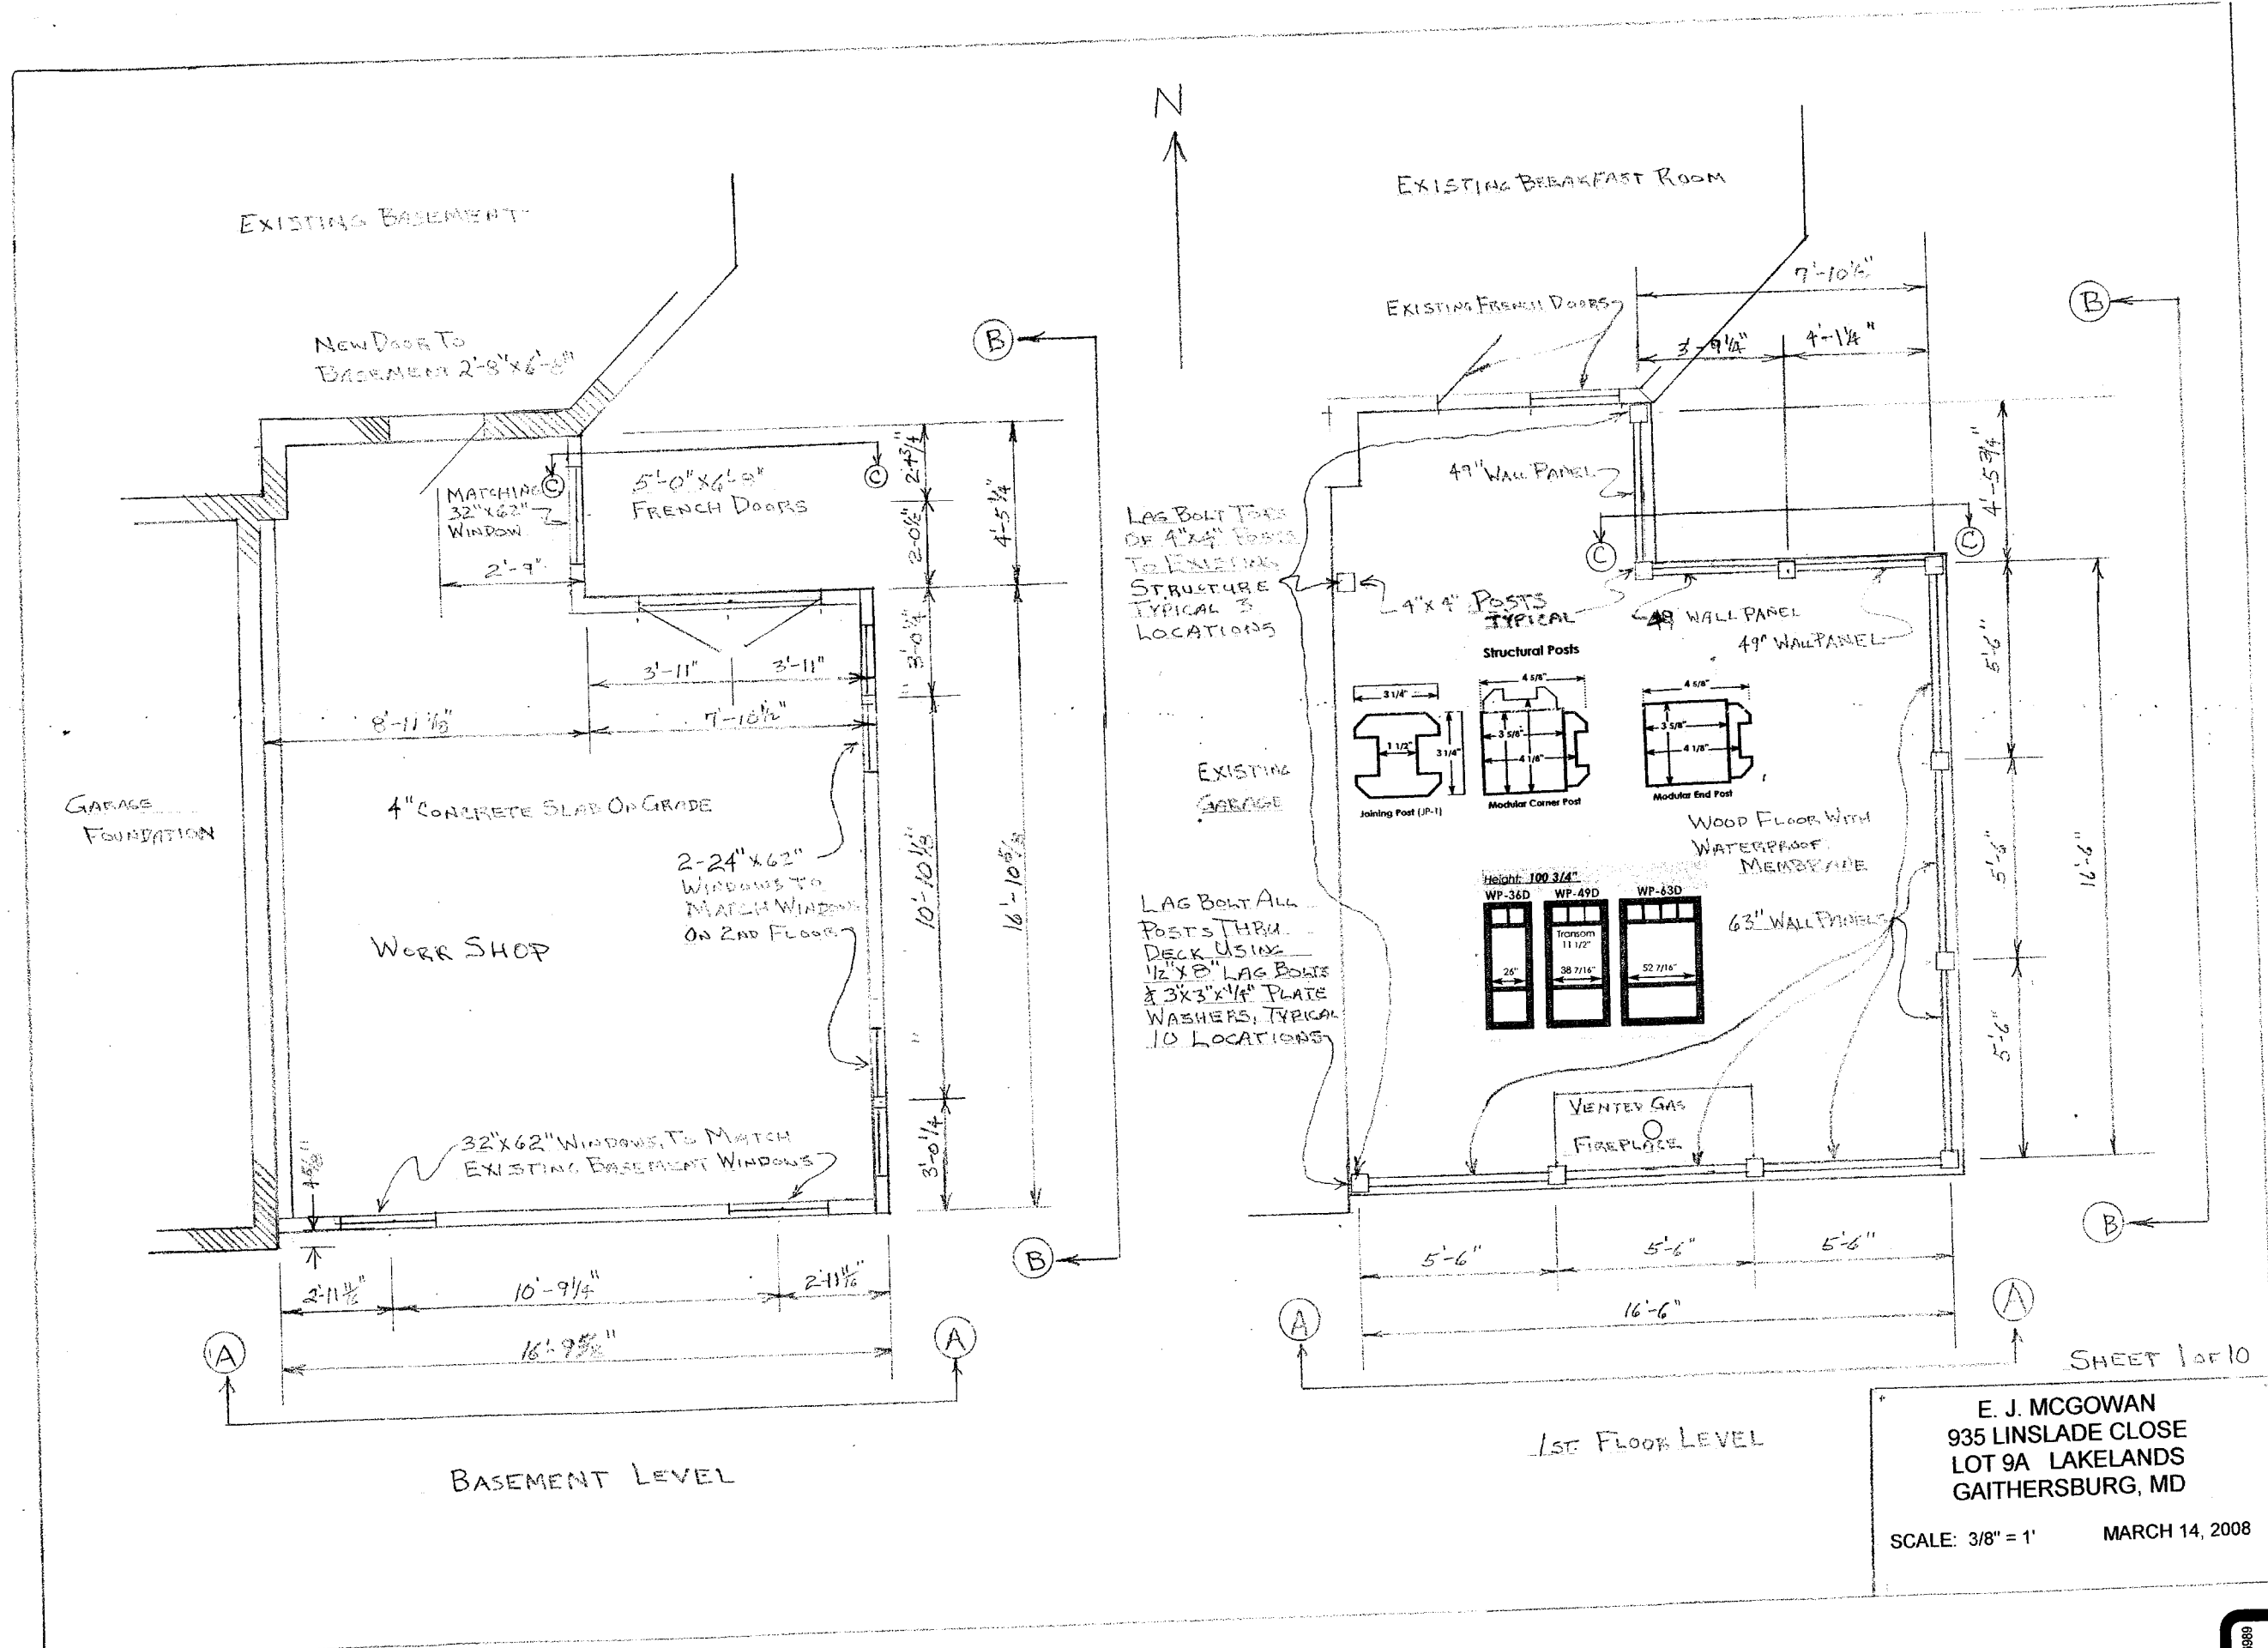 N
EXISTING BASEMENT
NEW DOOR TO
BASEMENT 2'-8"X6'-8"
B
MATCHING
32"X62"
WINDOW
C
5'-0"X6'-8"
FRENCH DOORS
C
2'-4 3/4"
2'-0 1/2"
4'-5 1/4"
2'-9"
3'-11"
3'-11"
3'-0 1/4"
8'-11 7/8"
7'-10 1/2"
GARAGE
FOUNDATION
4" CONCRETE SLAB ON GRADE
2-24"X62"
WINDOWS TO
MATCH WINDOWS
ON 2ND FLOOR
10'-10 1/8"
16'-10 5/8"
WORK SHOP
32"X62" WINDOWS, TO MATCH
EXISTING BASEMENT WINDOWS
3'-0 1/4
4 5/8"
2'-11
10'-9 1/4"
2'-11
16'-9
B
A
A
BASEMENT LEVEL
EXISTING BREAKFAST ROOM
EXISTING FRENCH DOORS
7'-10 1/2"
3'-9 1/4"
4'-1 1/4"
B
49" WALL PANEL
4'-5 3/4"
C
C
LAG BOLT TOPS
OF 4"X4" POSTS
TO EXISTING
STRUCTURE
TYPICAL 3
LOCATIONS
4"X4" POSTS
TYPICAL
49 WALL PANEL
49" WALL PANEL
5'-6"
Structural Posts
3 1/4"
1 1/2"
3 1/4"
Joining Post (JP-1)
4 5/8"
3 5/8"
4 1/8"
Modular Corner Post
4 5/8"
3 5/8"
4 1/8"
Modular End Post
EXISTING
GARAGE
WOOD FLOOR WITH
WATERPROOF
MEMBRANE
5'-6"
16'-6"
Height: 100 3/4"
WP-36D WP-49D WP-63D
Transom
11 1/2"
26" 38 7/16" 52 7/16"
63" WALL PANELS
LAG BOLT ALL
POSTS THRU
DECK USING
1/2"X8" LAG BOLTS
& 3"X3"X1/4" PLATE
WASHERS, TYPICAL
10 LOCATIONS
5'-6"
VENTED GAS
FIREPLACE
B
5'-6"
5'-6"
5'-6"
16'-6"
A
A
1ST FLOOR LEVEL
SHEET 1 OF 10
E. J. MCGOWAN
935 LINSLADE CLOSE
LOT 9A LAKELANDS
GAITHERSBURG, MD
SCALE: 3/8" = 1' MARCH 14, 2008